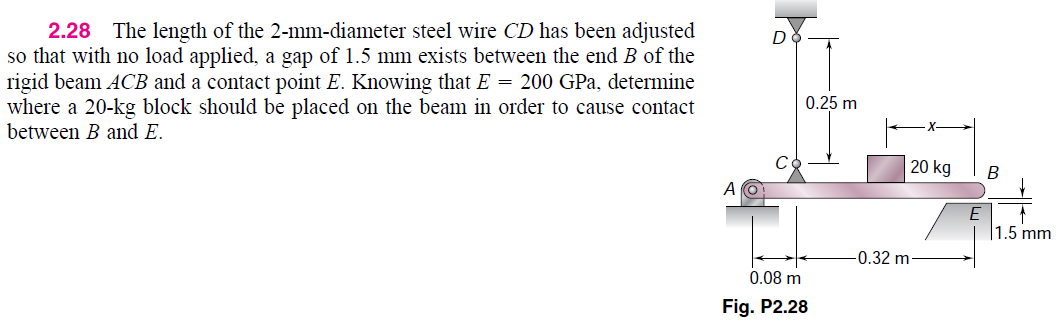 2.28 The length of the 2-mm-diameter steel wire CD has been adjusted
so that with no load applied, a gap of 1.5 mm exists between the end B of the
rigid beam ACB and a contact point E. Knowing that E = 200 GPa, determine
where a 20-kg block should be placed on the beam in order to cause contact
between B and E.
D
0.25 m
x
C
20 kg
B
A
E
1.5 mm
0.32 m
0.08 m
Fig. P2.28